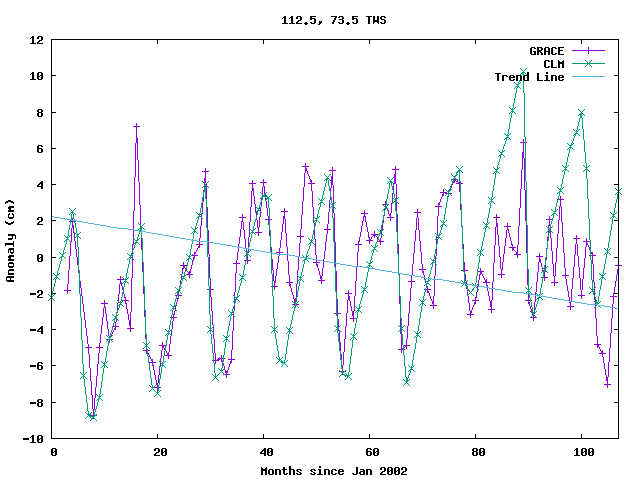 112.5, 73.5 TWS
GRACE
CLM
Trend Line
12
10
8
6
4
2
0
-2
-4
-6
-8
-10
Anomaly (cm)
0 20 40 60 80 100
Months since Jan 2002